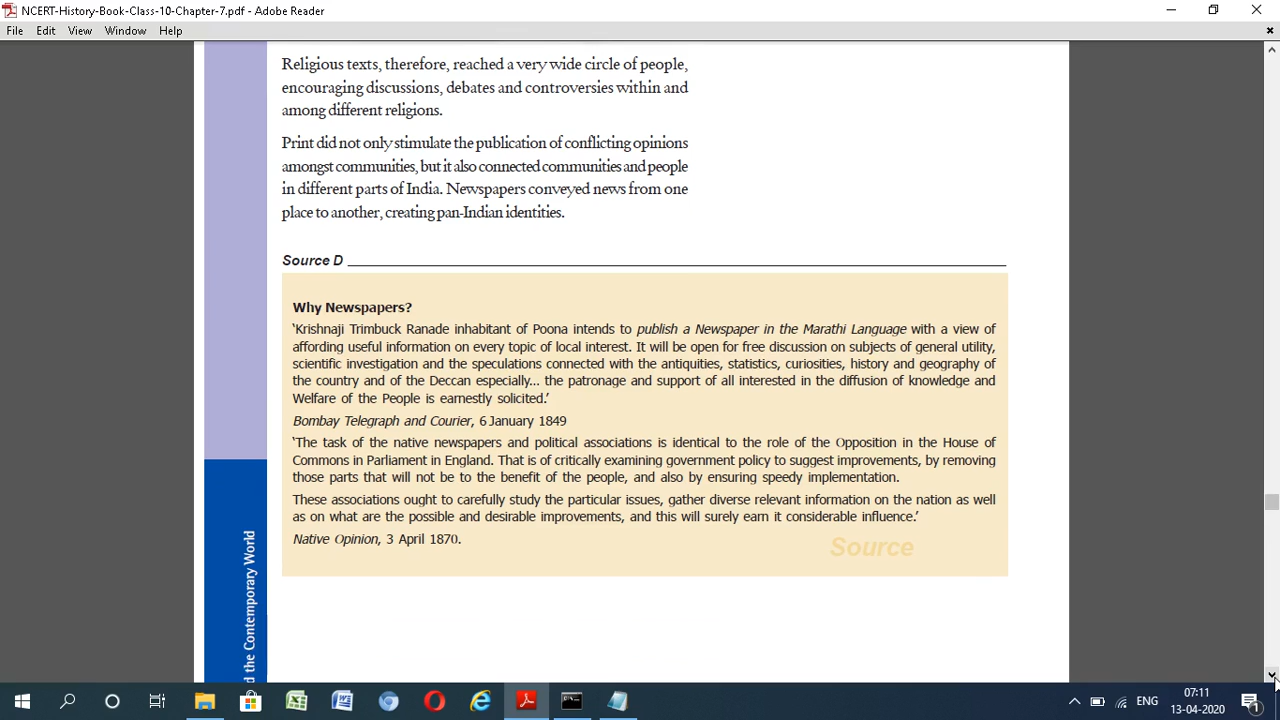 NCERT-History-Book-Class-10-Chapter-7.pdf - Adobe Reader
File Edit View Window Help
Religious texts, therefore, reached a very wide circle of people,
encouraging discussions, debates and controversies within and
among different religions.
Print did not only stimulate the publication of conflicting opinions
amongst communities, but it also connected communities and people
in different parts of India. Newspapers conveyed news from one
place to another, creating pan-Indian identities.
Source D
Why Newspapers?
‘Krishnaji Trimbuck Ranade inhabitant of Poona intends to publish a Newspaper in the Marathi Language with a view of
affording useful information on every topic of local interest. It will be open for free discussion on subjects of general utility,
scientific investigation and the speculations connected with the antiquities, statistics, curiosities, history and geography of
the country and of the Deccan especially… the patronage and support of all interested in the diffusion of knowledge and
Welfare of the People is earnestly solicited.’
Bombay Telegraph and Courier, 6 January 1849
‘The task of the native newspapers and political associations is identical to the role of the Opposition in the House of
Commons in Parliament in England. That is of critically examining government policy to suggest improvements, by removing
those parts that will not be to the benefit of the people, and also by ensuring speedy implementation.
These associations ought to carefully study the particular issues, gather diverse relevant information on the nation as well
as on what are the possible and desirable improvements, and this will surely earn it considerable influence.’
Native Opinion, 3 April 1870.
Source
d the Contemporary World
ENG
07:11
13-04-2020
1